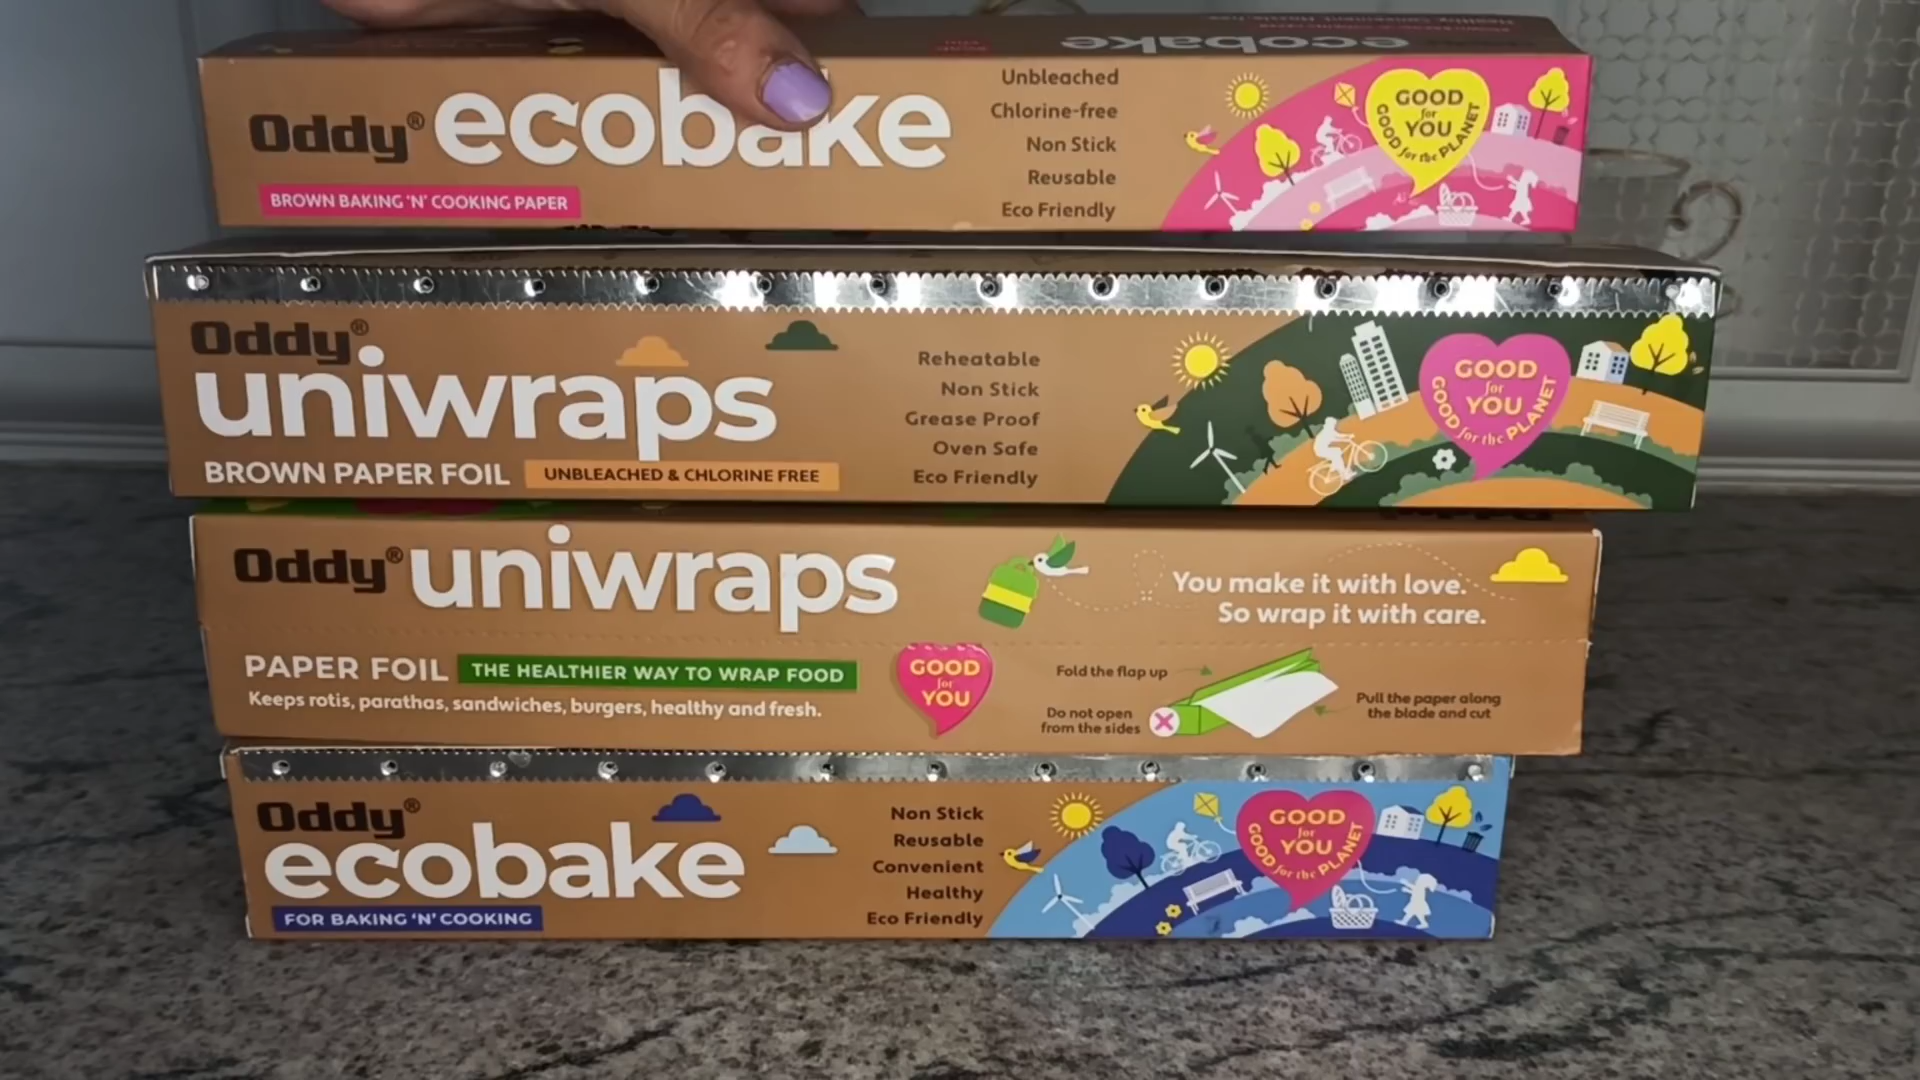 ecobake
Oddy® ecobake
BROWN BAKING 'N' COOKING PAPER
Unbleached
Chlorine-free
Non Stick
Reusable
Eco Friendly
GOOD
for
YOU
GOOD for the PLANET
Oddy®
uniwraps
BROWN PAPER FOIL
UNBLEACHED & CHLORINE FREE
Reheatable
Non Stick
Grease Proof
Oven Safe
Eco Friendly
GOOD
for
YOU
GOOD for the PLANET
Oddy® uniwraps
You make it with love.
So wrap it with care.
PAPER FOIL
THE HEALTHIER WAY TO WRAP FOOD
Keeps rotis, parathas, sandwiches, burgers, healthy and fresh.
GOOD
for
YOU
Fold the flap up
Do not open
from the sides
Pull the paper along
the blade and cut
Oddy®
ecobake
FOR BAKING 'N' COOKING
Non Stick
Reusable
Convenient
Healthy
Eco Friendly
GOOD
for
YOU
GOOD for the PLANET